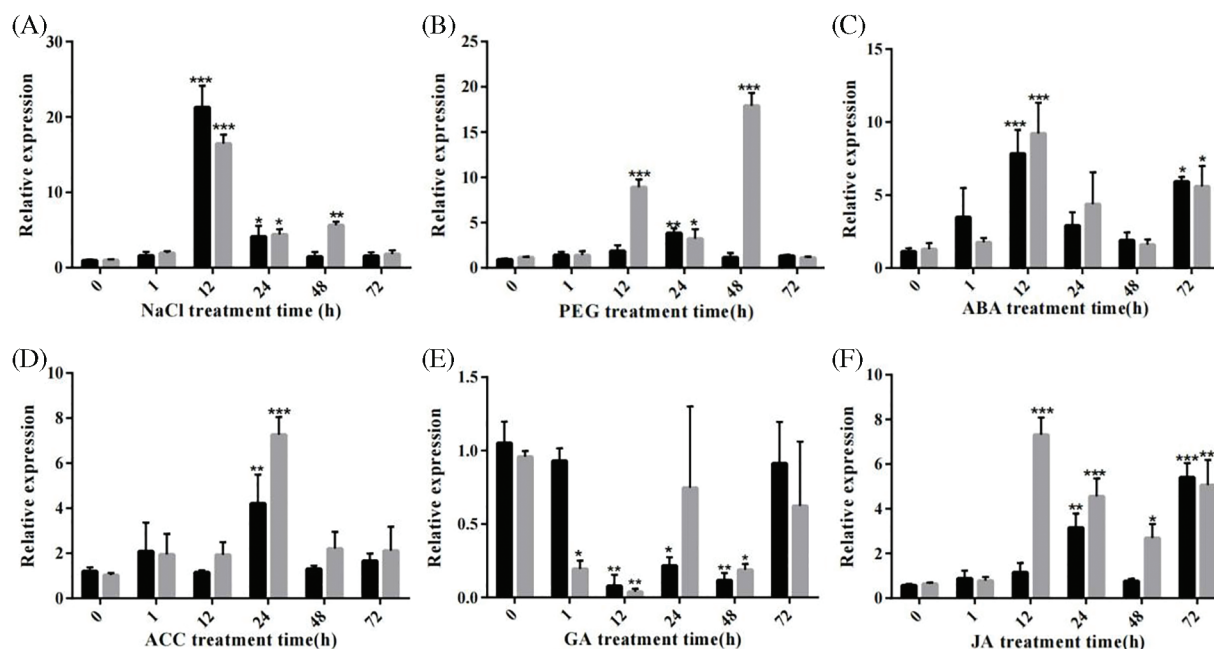 (A)
Relative expression
30
20
10
0
***
***
*
*
**
0 1 12 24 48 72
NaCl treatment time (h)
(B)
Relative expression
25
20
15
10
5
0
***
**
*
***
0 1 12 24 48 72
PEG treatment time(h)
(C)
Relative expression
15
10
5
0
***
***
*
*
0 1 12 24 48 72
ABA treatment time(h)
(D)
Relative expression
10
8
6
4
2
0
**
***
0 1 12 24 48 72
ACC treatment time(h)
(E)
Relative expression
1.5
1.0
0.5
0.0
*
**
**
*
**
*
0 1 12 24 48 72
GA treatment time(h)
(F)
Relative expression
10
8
6
4
2
0
***
**
***
*
***
**
0 1 12 24 48 72
JA treatment time(h)